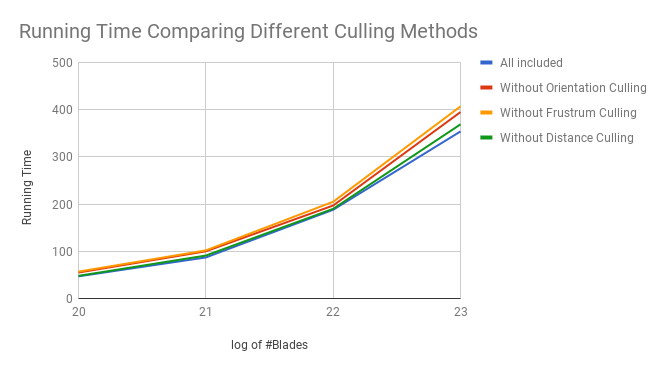 Running Time Comparing Different Culling Methods
500
400
300
200
100
0
Running Time
20
21
22
23
log of #Blades
All included
Without Orientation Culling
Without Frustrum Culling
Without Distance Culling